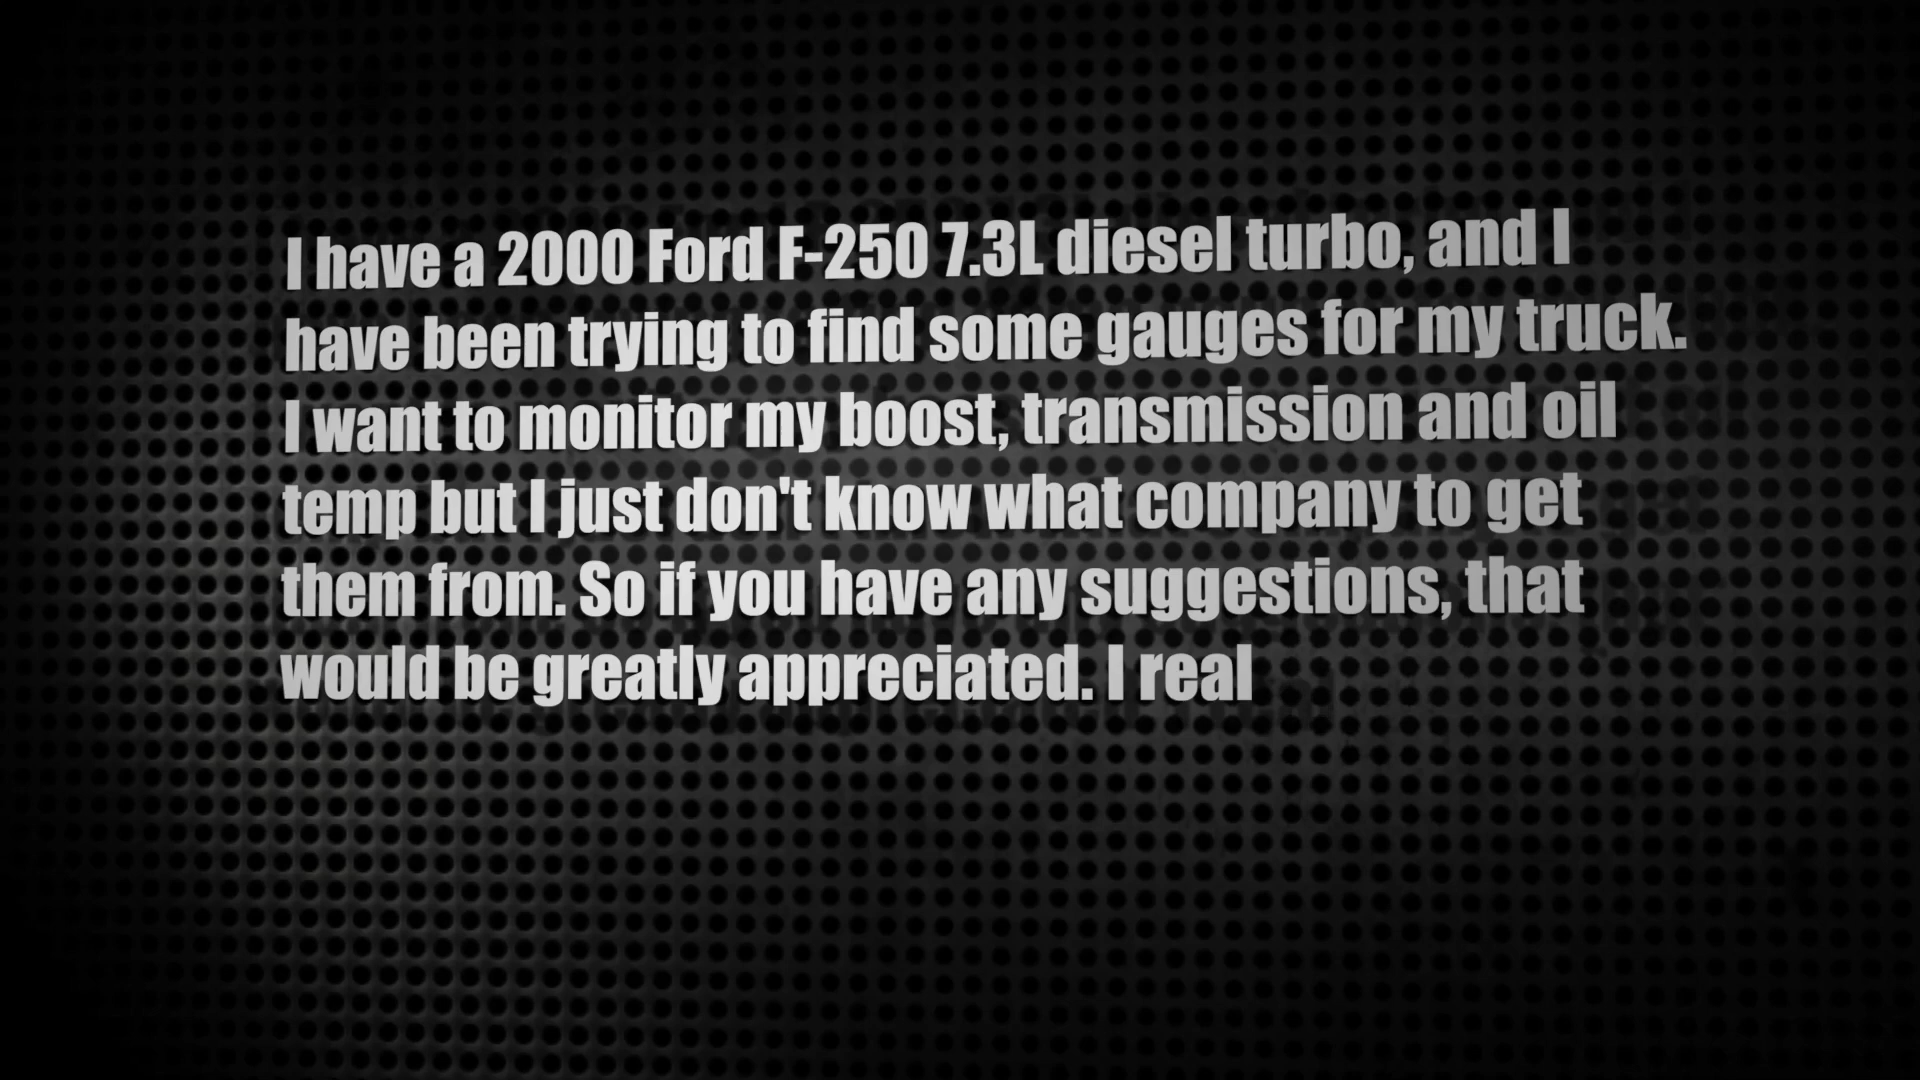 I have a 2000 Ford F-250 7.3L diesel turbo, and I
have been trying to find some gauges for my truck.
I want to monitor my boost, transmission and oil
temp but I just don't know what company to get
them from. So if you have any suggestions, that
would be greatly appreciated. I real